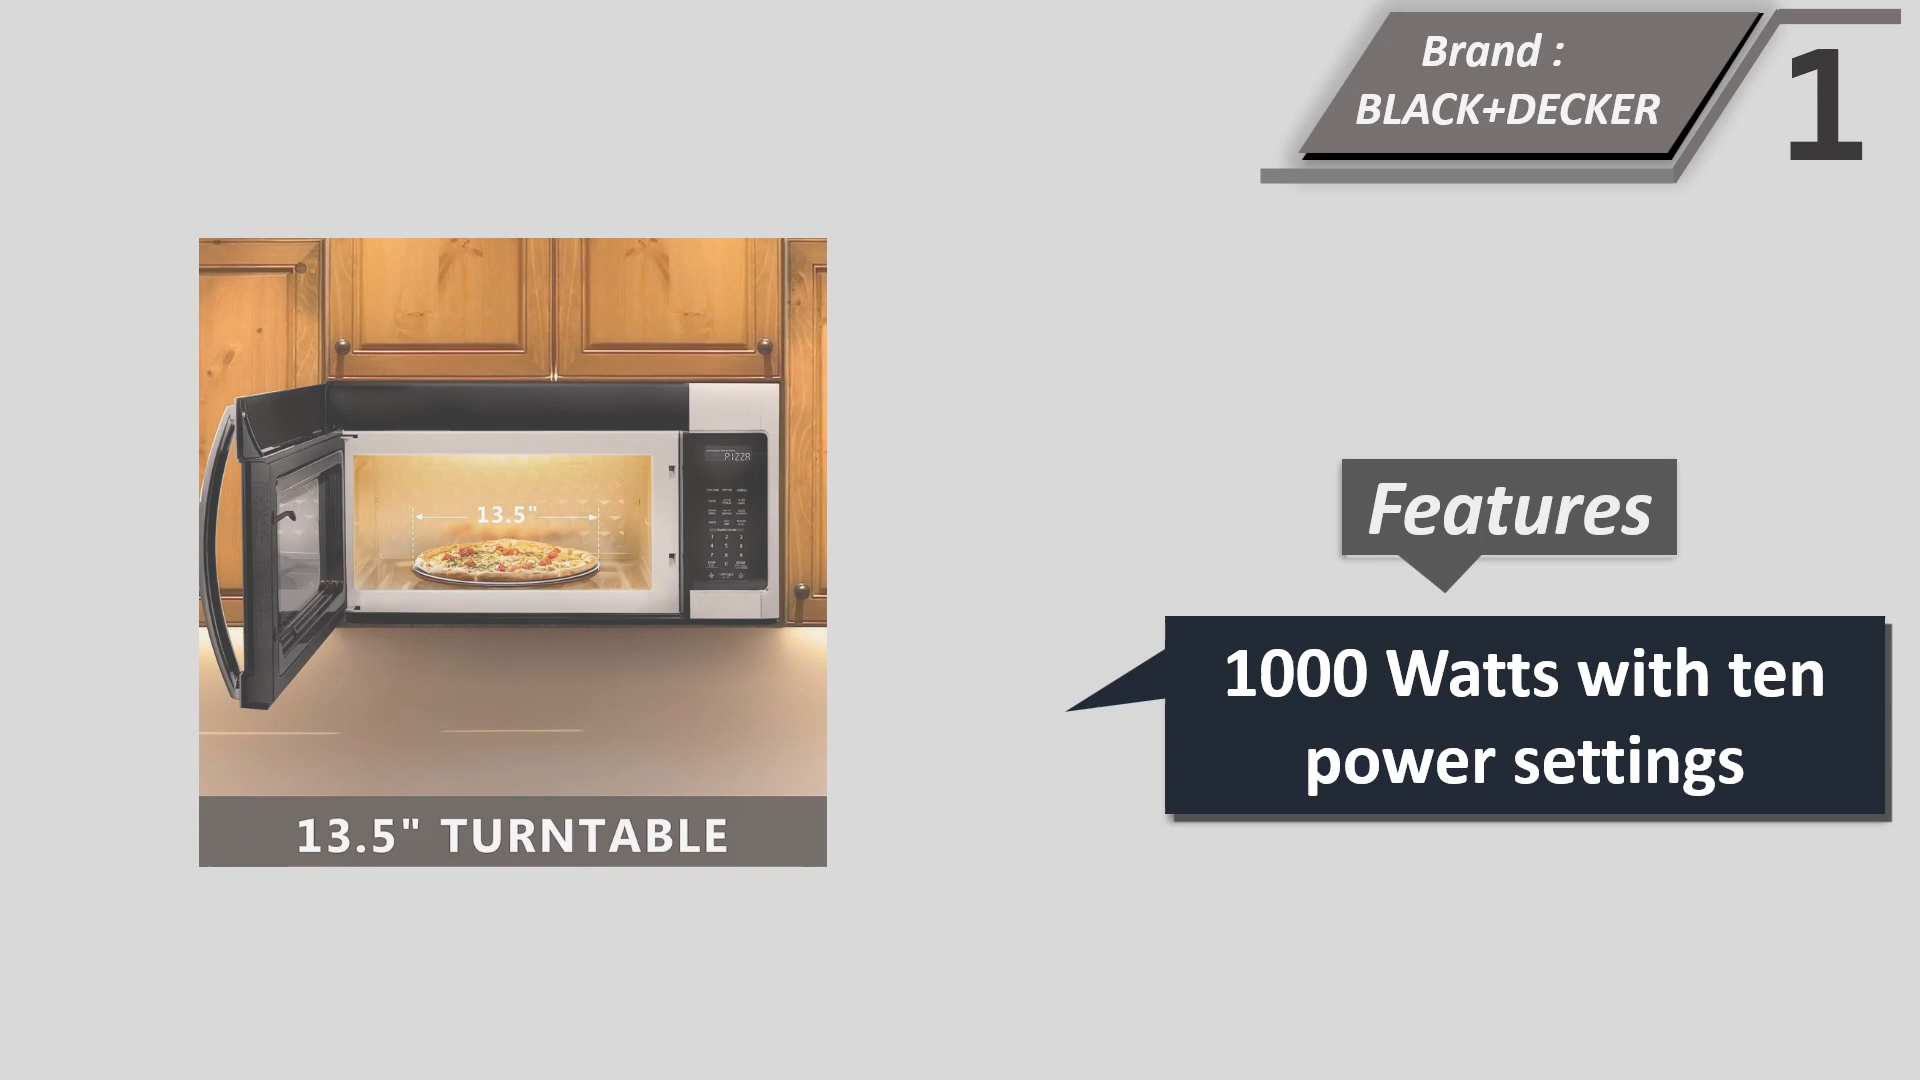 Brand :
BLACK+DECKER
1
PIZZA
13.5"
13.5" TURNTABLE
Features
1000 Watts with ten
power settings